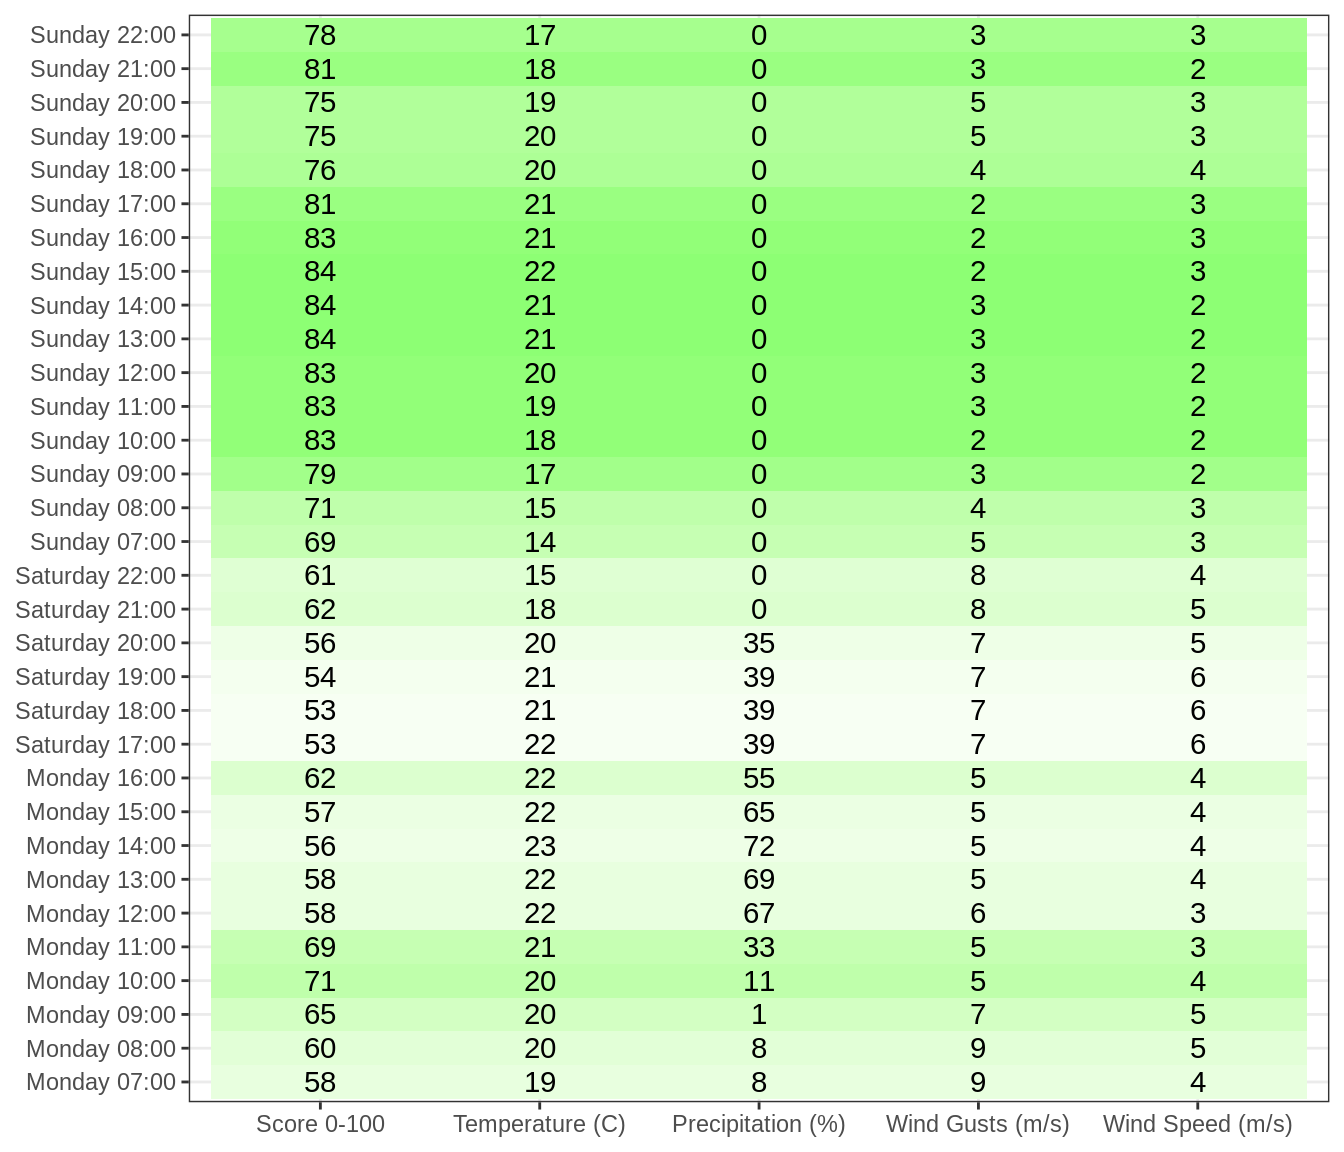 Sunday 22:00 78 17 0 3 3
Sunday 21:00 81 18 0 3 2
Sunday 20:00 75 19 0 5 3
Sunday 19:00 75 20 0 5 3
Sunday 18:00 76 20 0 4 4
Sunday 17:00 81 21 0 2 3
Sunday 16:00 83 21 0 2 3
Sunday 15:00 84 22 0 2 3
Sunday 14:00 84 21 0 3 2
Sunday 13:00 84 21 0 3 2
Sunday 12:00 83 20 0 3 2
Sunday 11:00 83 19 0 3 2
Sunday 10:00 83 18 0 2 2
Sunday 09:00 79 17 0 3 2
Sunday 08:00 71 15 0 4 3
Sunday 07:00 69 14 0 5 3
Saturday 22:00 61 15 0 8 4
Saturday 21:00 62 18 0 8 5
Saturday 20:00 56 20 35 7 5
Saturday 19:00 54 21 39 7 6
Saturday 18:00 53 21 39 7 6
Saturday 17:00 53 22 39 7 6
Monday 16:00 62 22 55 5 4
Monday 15:00 57 22 65 5 4
Monday 14:00 56 23 72 5 4
Monday 13:00 58 22 69 5 4
Monday 12:00 58 22 67 6 3
Monday 11:00 69 21 33 5 3
Monday 10:00 71 20 11 5 4
Monday 09:00 65 20 1 7 5
Monday 08:00 60 20 8 9 5
Monday 07:00 58 19 8 9 4
Score 0-100 Temperature (C) Precipitation (%) Wind Gusts (m/s) Wind Speed (m/s)